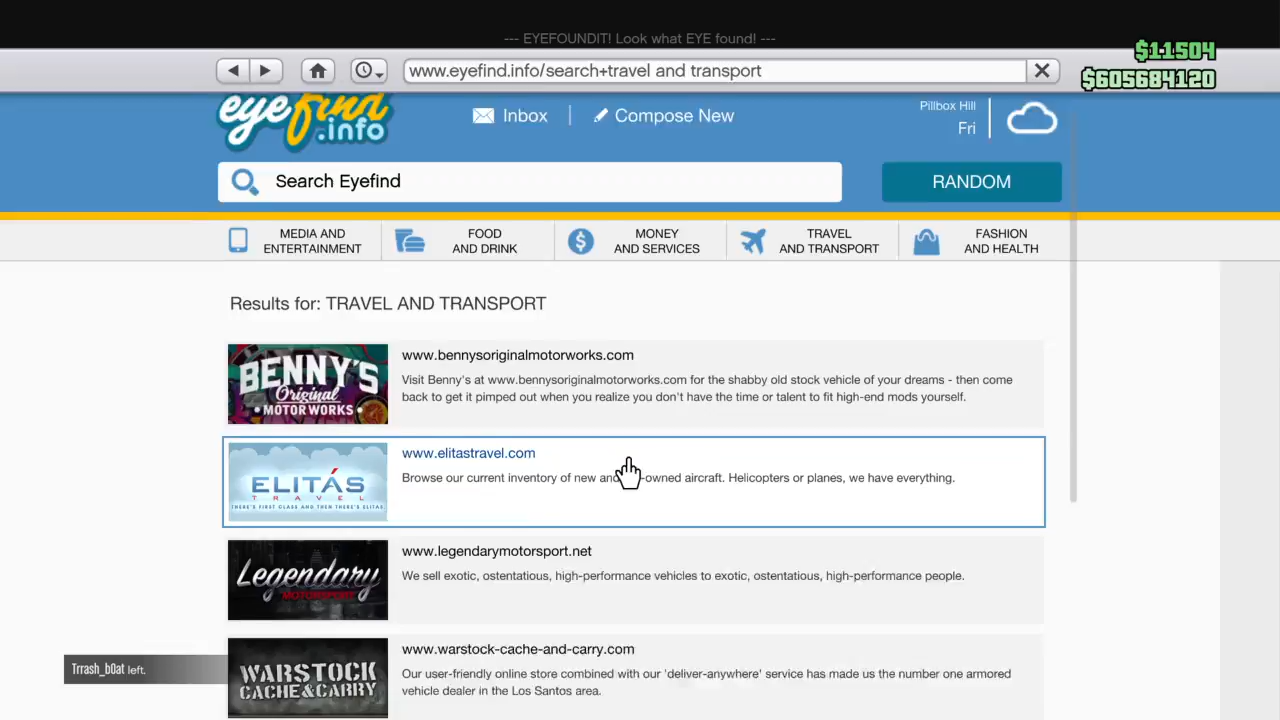 --- EYEFOUNDIT! Look what EYE found! ---
$11504
$605684120
www.eyefind.info/search+travel and transport
eyefind
.info
Inbox
Compose New
Pillbox Hill
Fri
Search Eyefind
RANDOM
MEDIA AND
ENTERTAINMENT
FOOD
AND DRINK
MONEY
AND SERVICES
TRAVEL
AND TRANSPORT
FASHION
AND HEALTH
Results for: TRAVEL AND TRANSPORT
BENNY'S
Original
MOTOR WORKS
www.bennysoriginalmotorworks.com
Visit Benny's at www.bennysoriginalmotorworks.com for the shabby old stock vehicle of your dreams - then come
back to get it pimped out when you realize you don't have the time or talent to fit high-end mods yourself.
ELITÁS
TRAVEL
THERE'S FIRST CLASS AND THEN THERE'S ELITAS
www.elitastravel.com
Browse our current inventory of new and -owned aircraft. Helicopters or planes, we have everything.
Legendary
MOTORSPORT
www.legendarymotorsport.net
We sell exotic, ostentatious, high-performance vehicles to exotic, ostentatious, high-performance people.
WARSTOCK
CACHE&CARRY
www.warstock-cache-and-carry.com
Our user-friendly online store combined with our 'deliver-anywhere' service has made us the number one armored
vehicle dealer in the Los Santos area.
Trrash_b0at left.